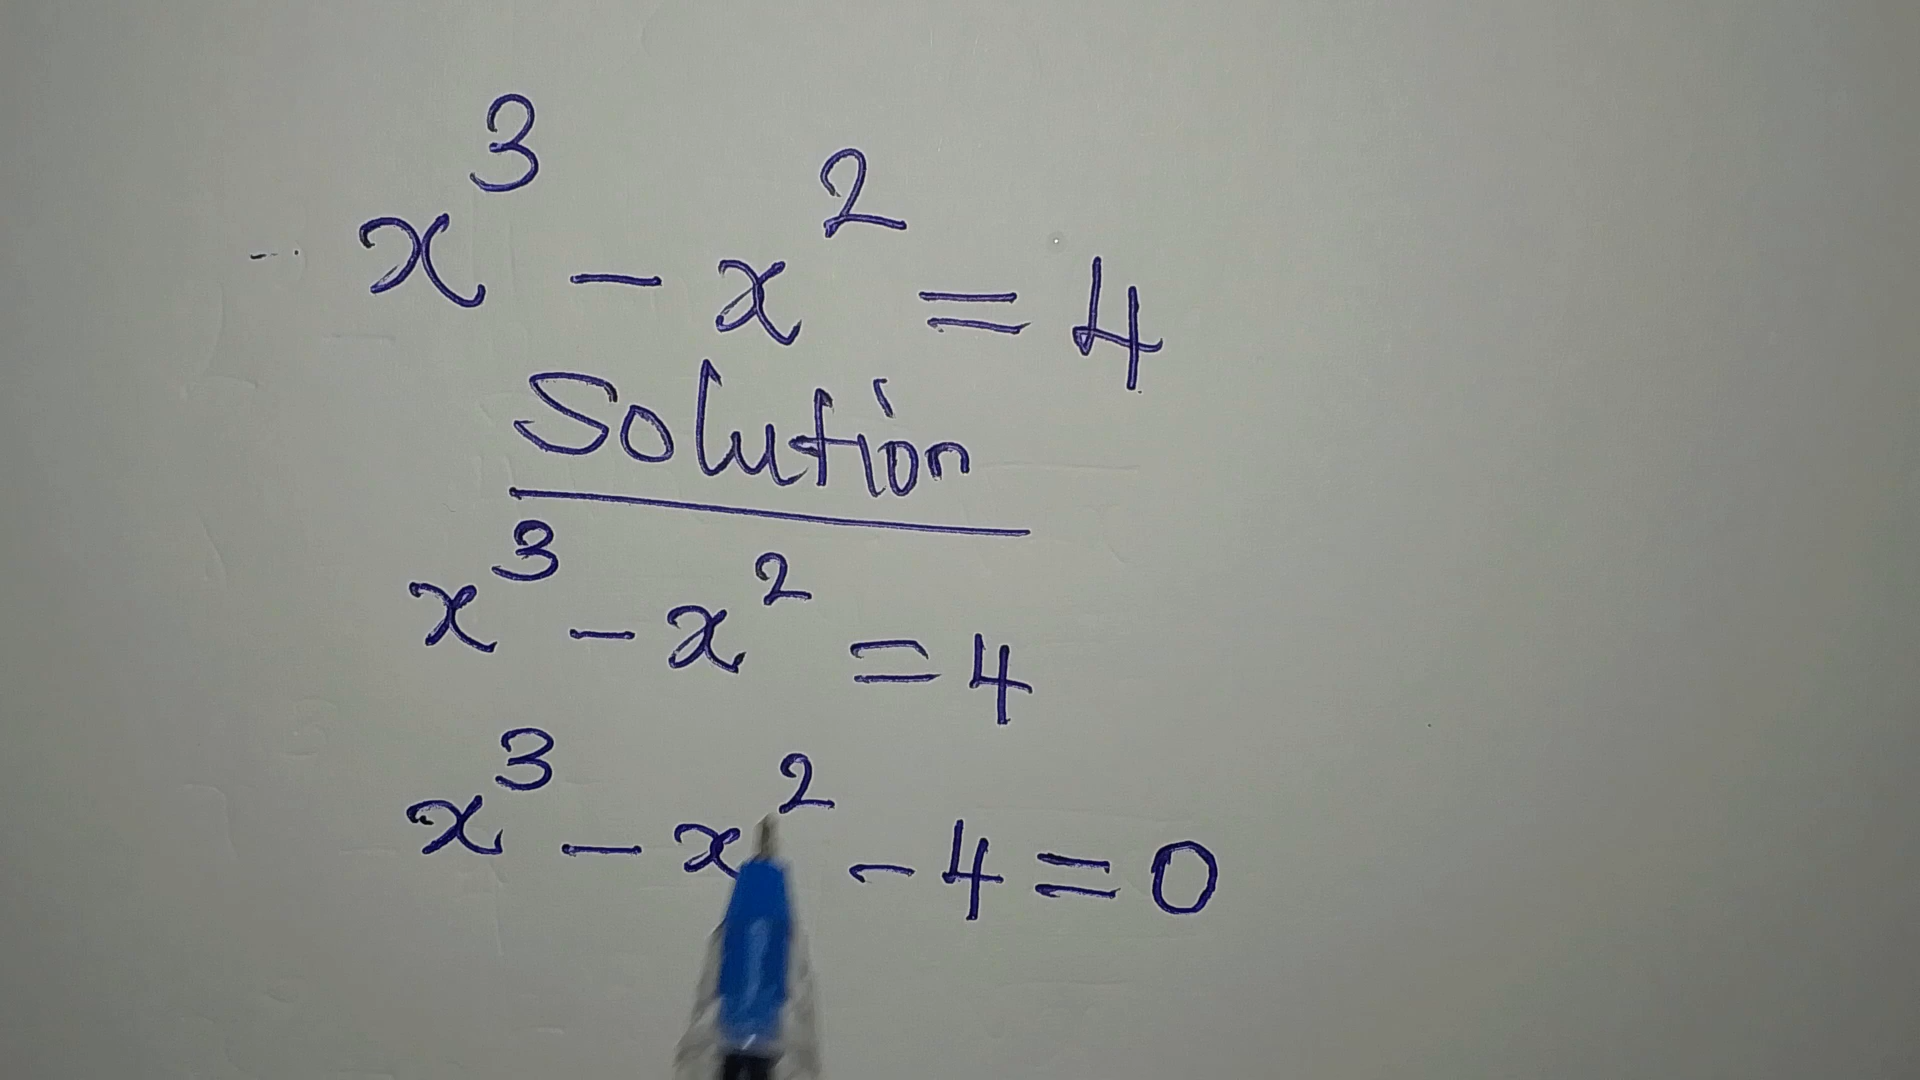 x³ - x² = 4
Solution
x³ - x² = 4
x³ - x² - 4 = 0